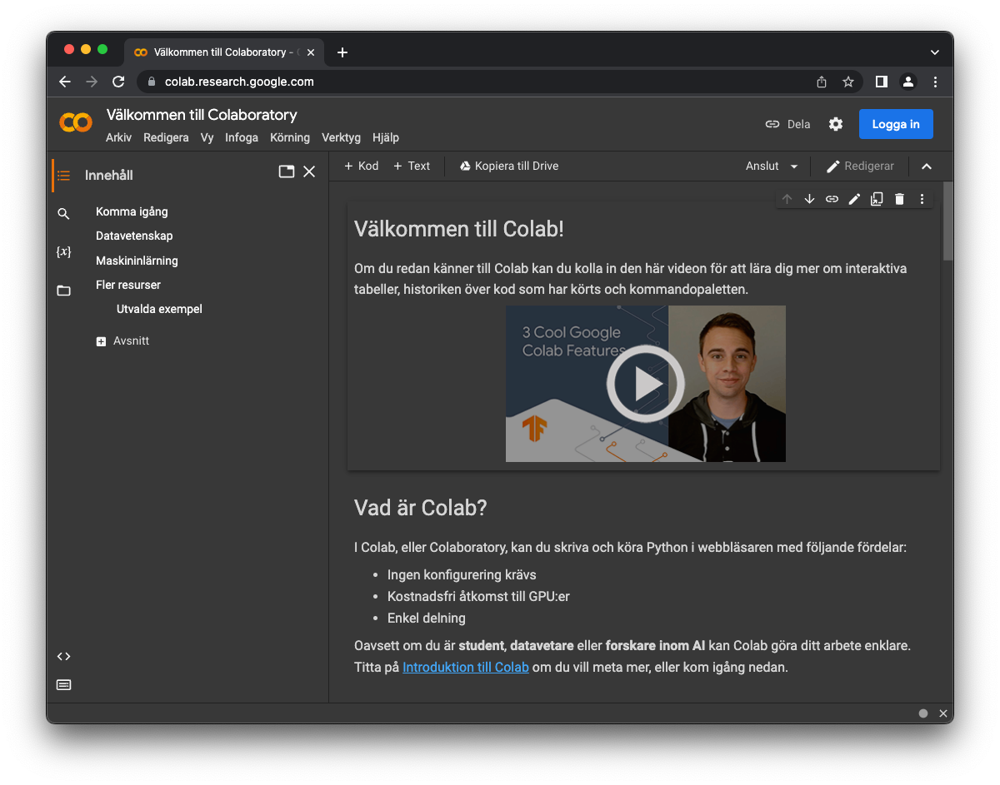 Välkommen till Colaboratory –
colab.research.google.com
Välkommen till Colaboratory
Arkiv Redigera Vy Infoga Körning Verktyg Hjälp
Dela
Logga in
Innehåll
+ Kod + Text Kopiera till Drive
Anslut Redigerar
Komma igång
Datavetenskap
Maskininlärning
Fler resurser
Utvalda exempel
Avsnitt
{x}
Välkommen till Colab!
Om du redan känner till Colab kan du kolla in den här videon för att lära dig mer om interaktiva
tabeller, historiken över kod som har körts och kommandopaletten.
3 Cool Google
Colab Features
Vad är Colab?
I Colab, eller Colaboratory, kan du skriva och köra Python i webbläsaren med följande fördelar:
• Ingen konfigurering krävs
• Kostnadsfri åtkomst till GPU:er
• Enkel delning
Oavsett om du är student, datavetare eller forskare inom AI kan Colab göra ditt arbete enklare.
Titta på Introduktion till Colab om du vill meta mer, eller kom igång nedan.